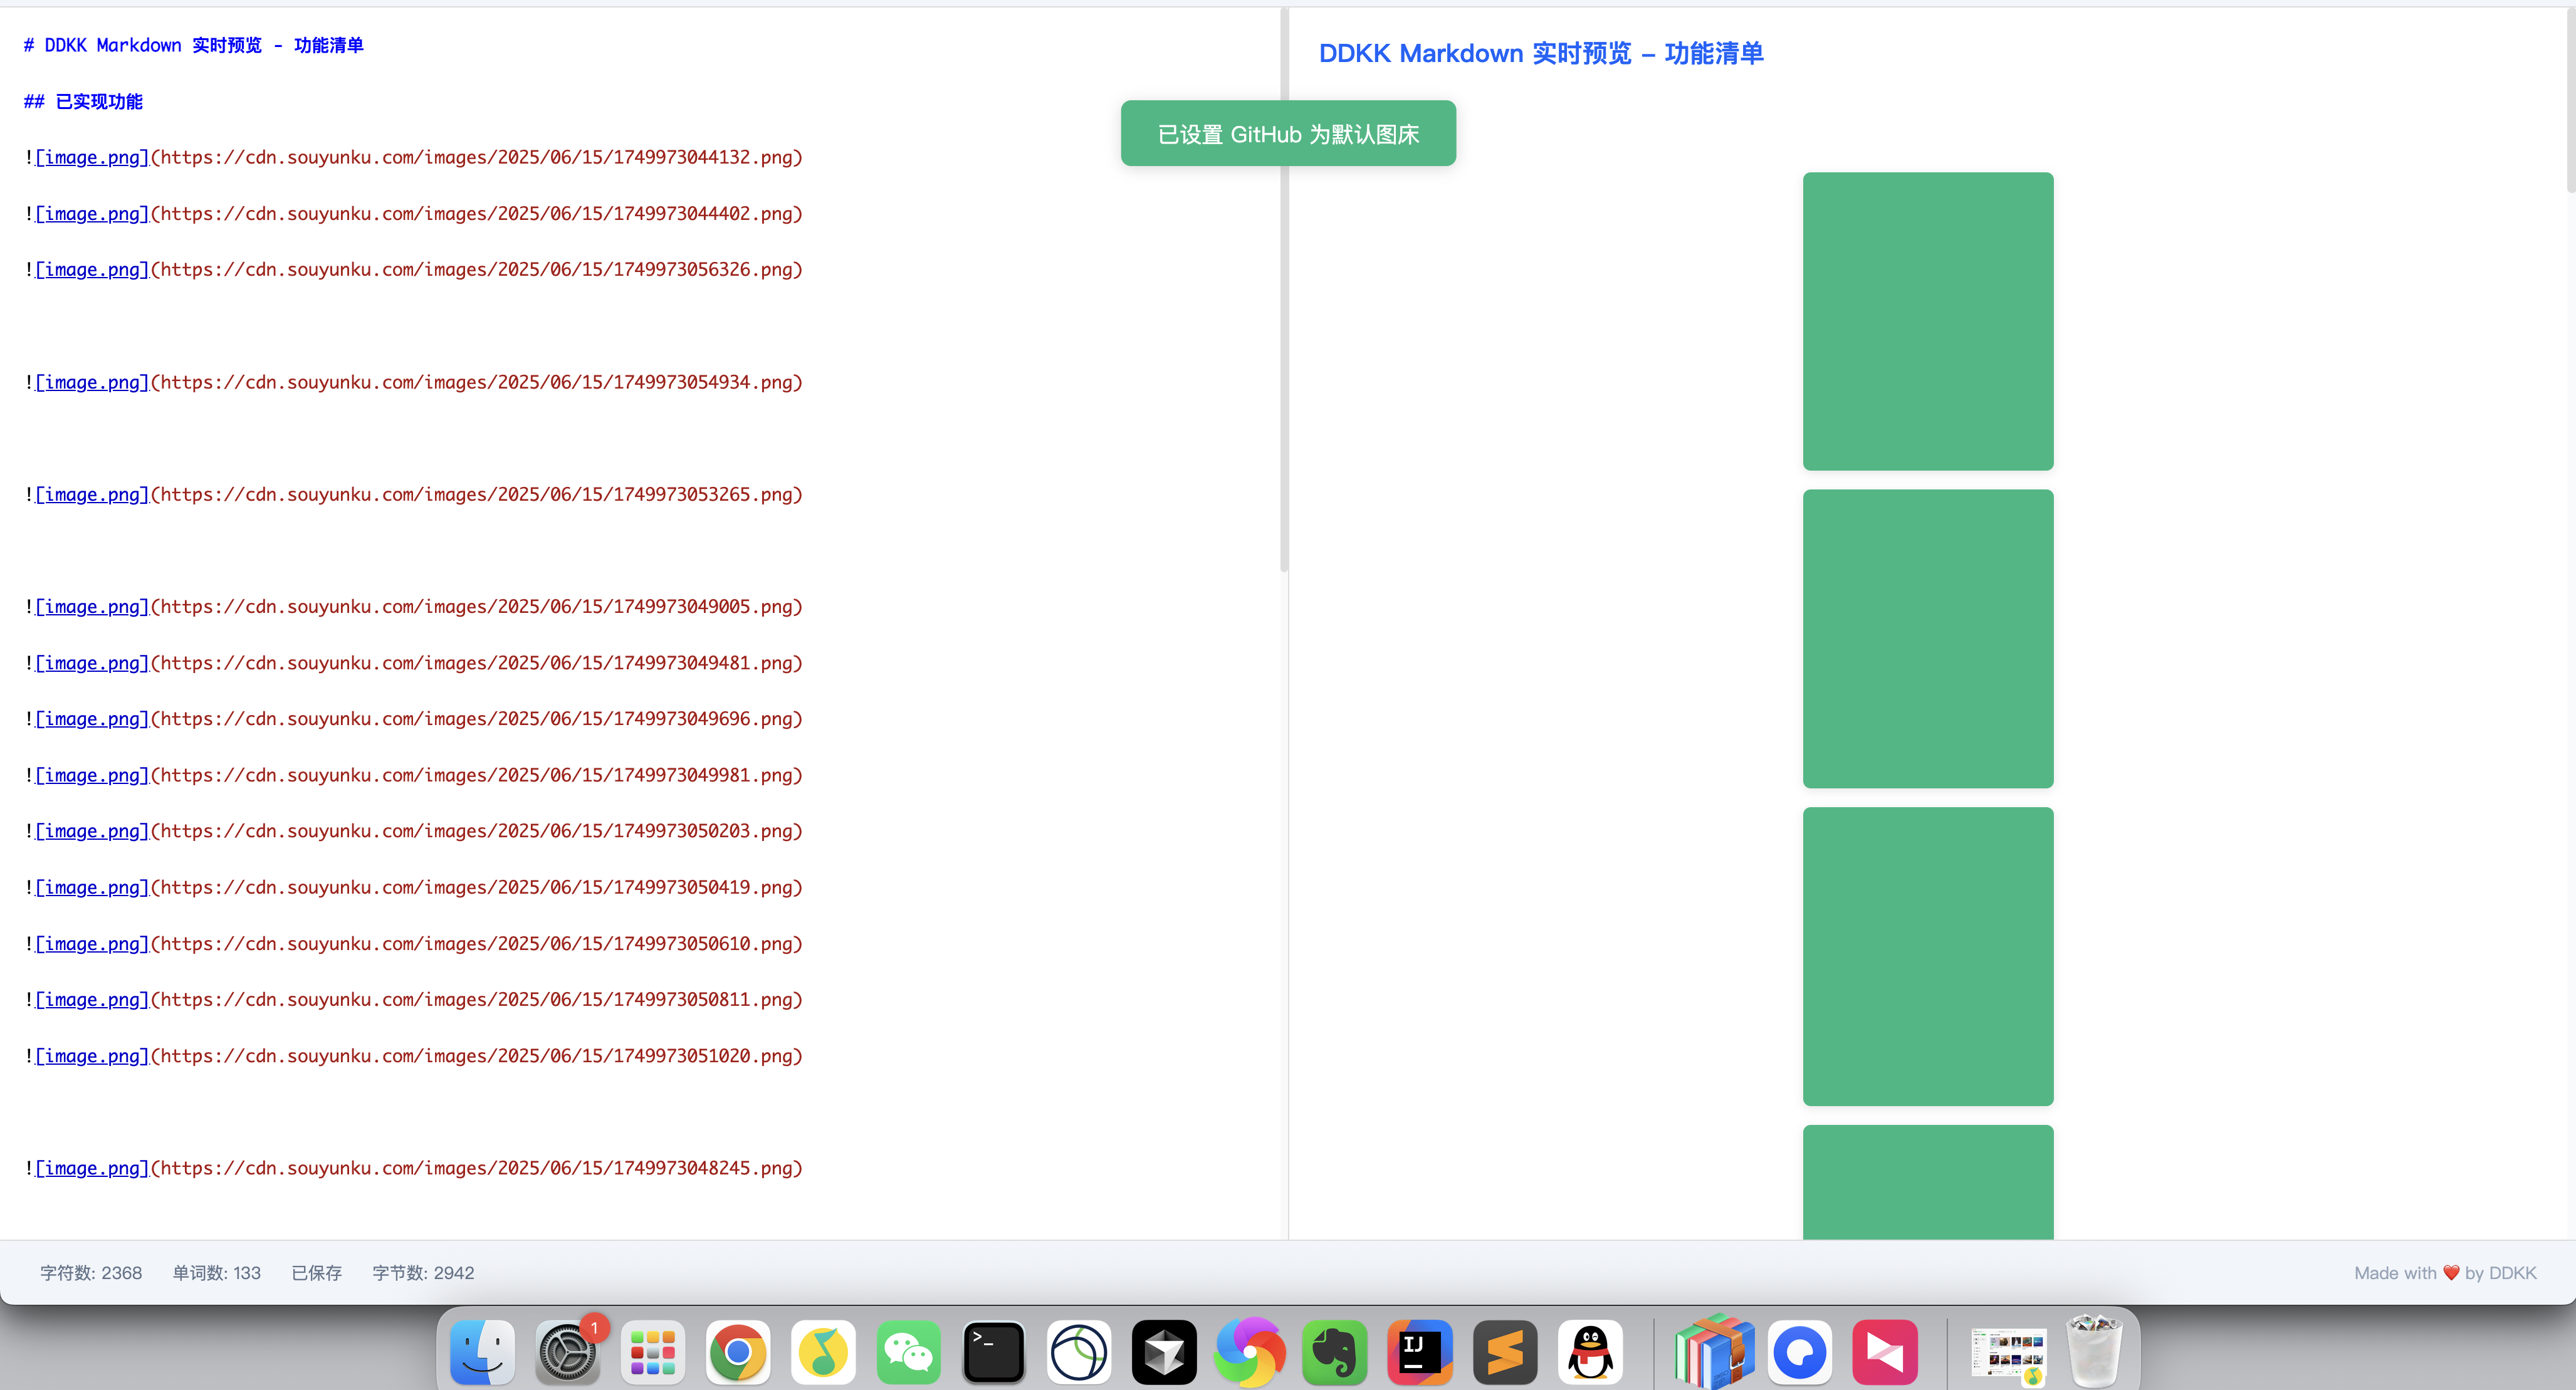 # DDKK Markdown 实时预览 - 功能清单
## 已实现功能
![image.png](https://cdn.souyunku.com/images/2025/06/15/1749973044132.png)
![image.png](https://cdn.souyunku.com/images/2025/06/15/1749973044402.png)
![image.png](https://cdn.souyunku.com/images/2025/06/15/1749973056326.png)
![image.png](https://cdn.souyunku.com/images/2025/06/15/1749973054934.png)
![image.png](https://cdn.souyunku.com/images/2025/06/15/1749973053265.png)
![image.png](https://cdn.souyunku.com/images/2025/06/15/1749973049005.png)
![image.png](https://cdn.souyunku.com/images/2025/06/15/1749973049481.png)
![image.png](https://cdn.souyunku.com/images/2025/06/15/1749973049696.png)
![image.png](https://cdn.souyunku.com/images/2025/06/15/1749973049981.png)
![image.png](https://cdn.souyunku.com/images/2025/06/15/1749973050203.png)
![image.png](https://cdn.souyunku.com/images/2025/06/15/1749973050419.png)
![image.png](https://cdn.souyunku.com/images/2025/06/15/1749973050610.png)
![image.png](https://cdn.souyunku.com/images/2025/06/15/1749973050811.png)
![image.png](https://cdn.souyunku.com/images/2025/06/15/1749973051020.png)
![image.png](https://cdn.souyunku.com/images/2025/06/15/1749973048245.png)
DDKK Markdown 实时预览 – 功能清单
已设置 GitHub 为默认图床
字符数: 2368 单词数: 133 已保存 字节数: 2942
Made with ❤️ by DDKK
1
>_
IJ